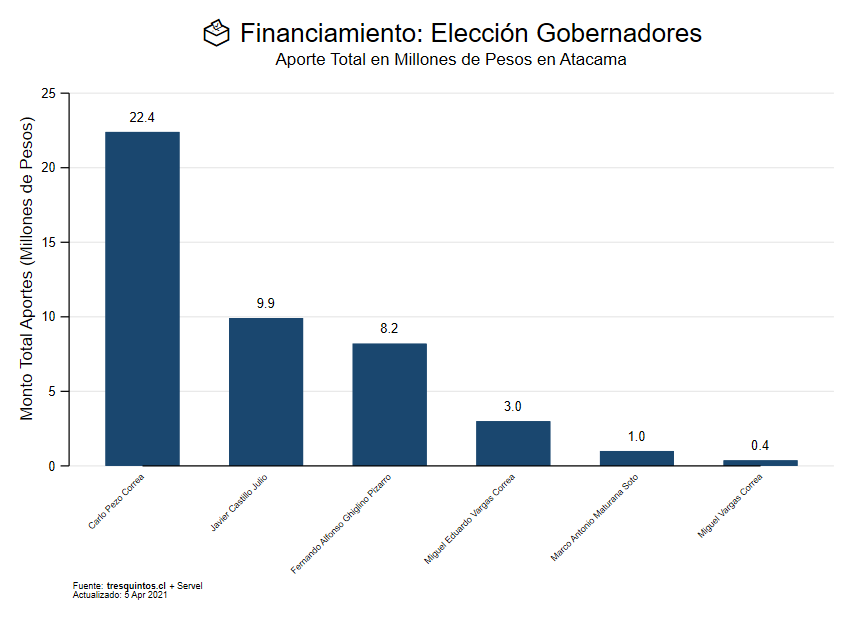 Financiamiento: Elección Gobernadores
Aporte Total en Millones de Pesos en Atacama
Monto Total Aportes (Millones de Pesos)
25
20
15
10
5
0
22.4
9.9
8.2
3.0
1.0
0.4
Carlo Pezo Correa
Javier Castillo Julio
Fernando Alfonso Ghiglino Pizarro
Miguel Eduardo Vargas Correa
Marco Antonio Maturana Soto
Miguel Vargas Correa
Fuente: tresquintos.cl + Servel
Actualizado: 5 Apr 2021